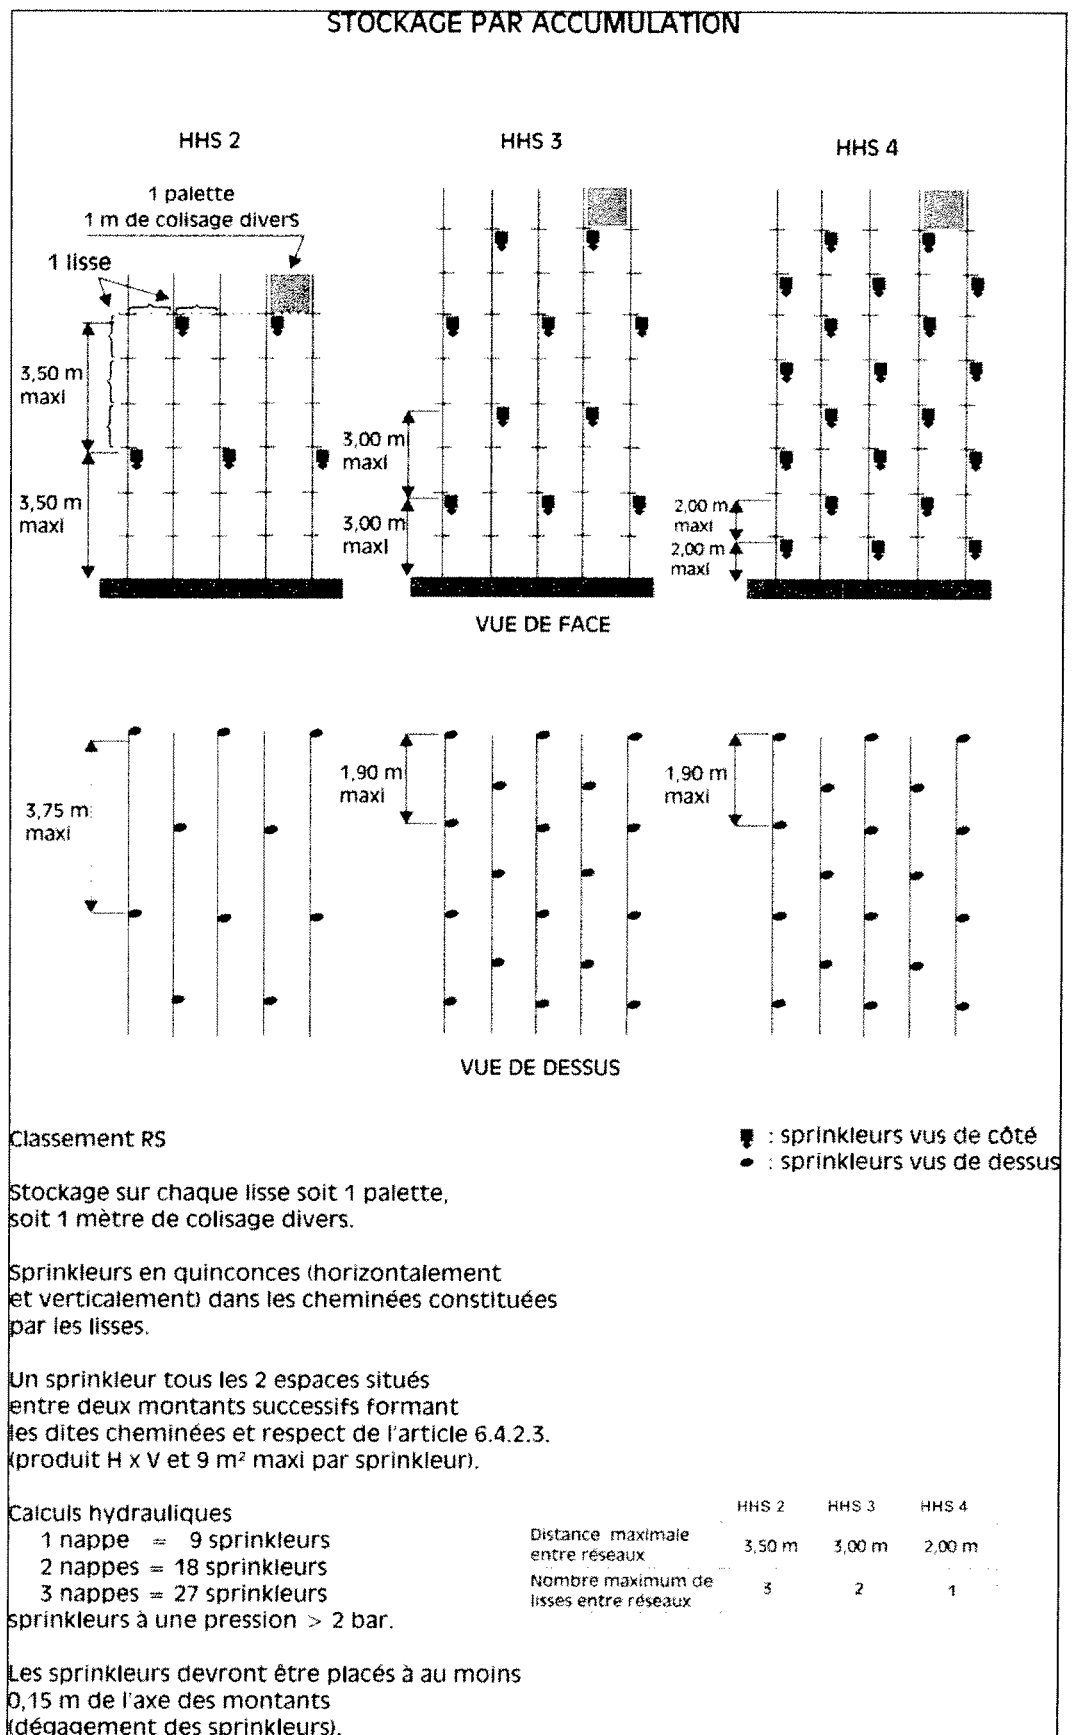 STOCKAGE PAR ACCUMULATION
HHS 2
HHS 3
HHS 4
1 palette
1 m de colisage divers
1 lisse
3,50 m
maxi
3,50 m
maxi
3,00 m
maxi
3,00 m
maxi
2,00 m
maxi
2,00 m
maxi
VUE DE FACE
3,75 m
maxi
1,90 m
maxi
1,90 m
maxi
VUE DE DESSUS
Classement RS
: sprinkleurs vus de côté
: sprinkleurs vus de dessus
Stockage sur chaque lisse soit 1 palette,
soit 1 mètre de colisage divers.
Sprinkleurs en quinconces (horizontalement
et verticalement) dans les cheminées constituées
par les lisses.
Un sprinkleur tous les 2 espaces situés
entre deux montants successifs formant
les dites cheminées et respect de l'article 6.4.2.3.
(produit H x V et 9 m² maxi par sprinkleur).
Calculs hydrauliques
1 nappe = 9 sprinkleurs
2 nappes = 18 sprinkleurs
3 nappes = 27 sprinkleurs
sprinkleurs à une pression > 2 bar.
HHS 2 HHS 3 HHS 4
Distance maximale
entre réseaux 3,50 m 3,00 m 2,00 m
Nombre maximum de
lisses entre réseaux 3 2 1
Les sprinkleurs devront être placés à au moins
0,15 m de l'axe des montants
(dégagement des sprinkleurs).